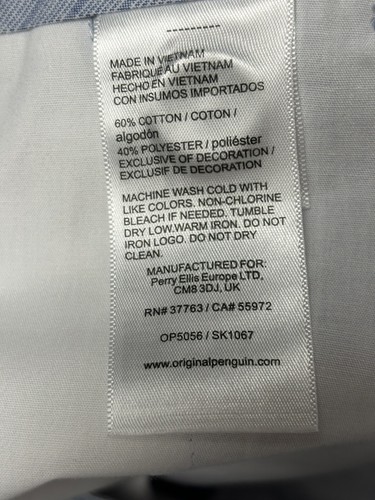 ----------
MADE IN VIETNAM
FABRIQUÉ AU VIETNAM
HECHO EN VIETNAM
CON INSUMOS IMPORTADOS
60% COTTON / COTON /
algodón
40% POLYESTER / poliéster
EXCLUSIVE OF DECORATION /
EXCLUSIF DE DECORATION
MACHINE WASH COLD WITH
LIKE COLORS. NON-CHLORINE
BLEACH IF NEEDED. TUMBLE
DRY LOW.WARM IRON. DO NOT
IRON LOGO. DO NOT DRY
CLEAN.
MANUFACTURED FOR:
Perry Ellis Europe LTD.
CM8 3DJ, UK
RN# 37763 / CA# 55972
OP5056 / SK1067
www.originalpenguin.com